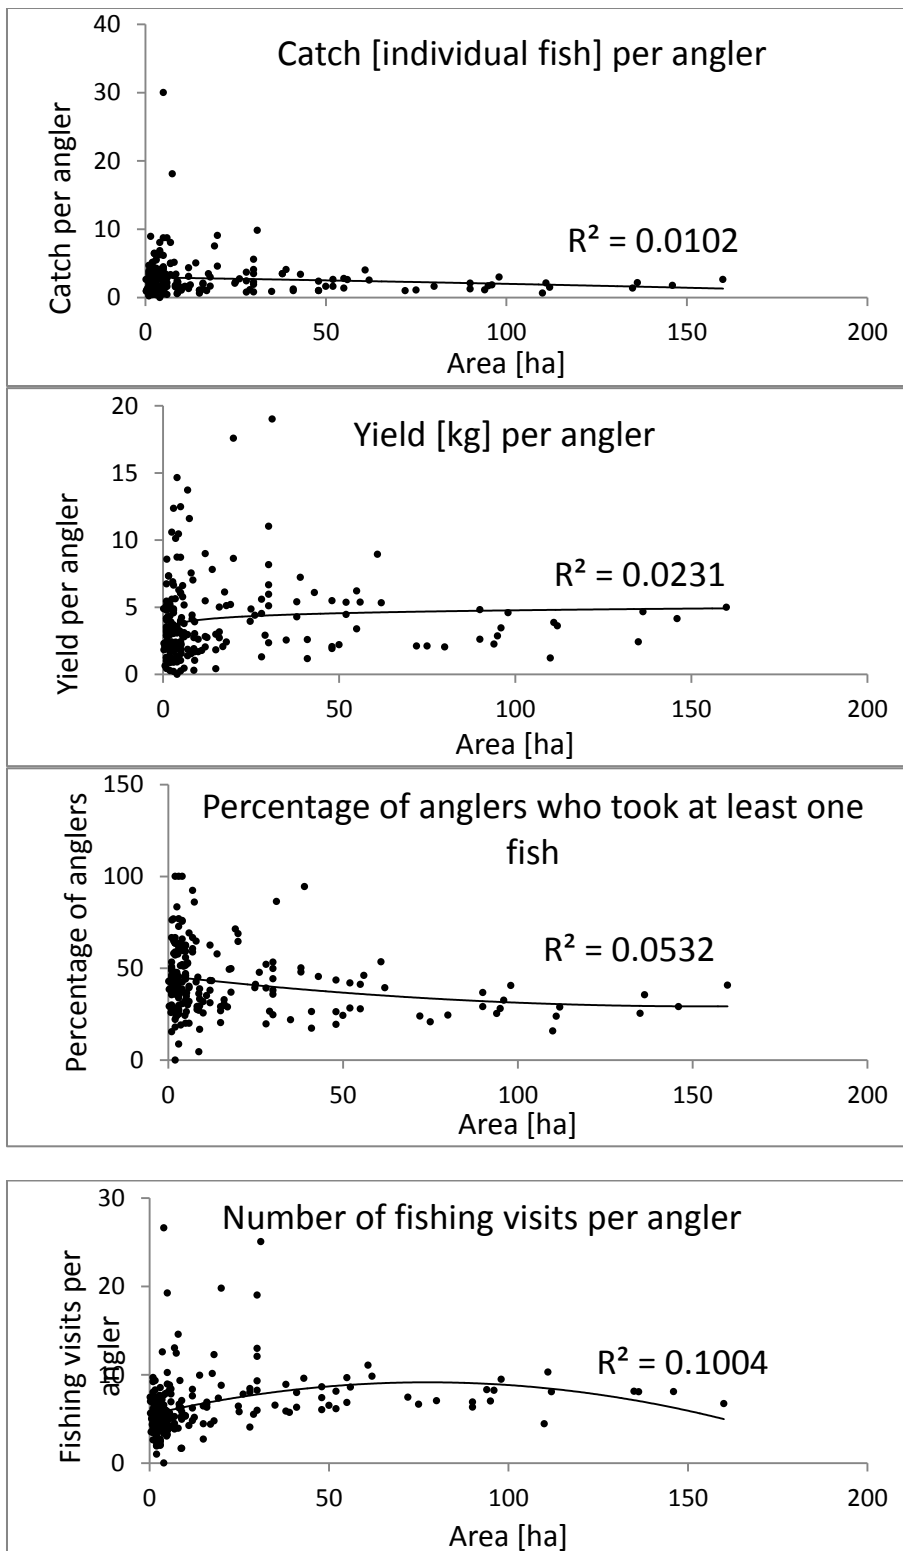 Catch [individual fish] per angler
Catch per angler
40
30
20
10
0
R² = 0.0102
0 50 100 150 200
Area [ha]
Yield [kg] per angler
Yield per angler
20
15
10
5
0
R² = 0.0231
0 50 100 150 200
Area [ha]
Percentage of anglers who took at least one
fish
Percentage of anglers
150
100
50
0
R² = 0.0532
0 50 100 150 200
Area [ha]
Number of fishing visits per angler
Fishing visits per
angler
30
20
10
0
R² = 0.1004
0 50 100 150 200
Area [ha]